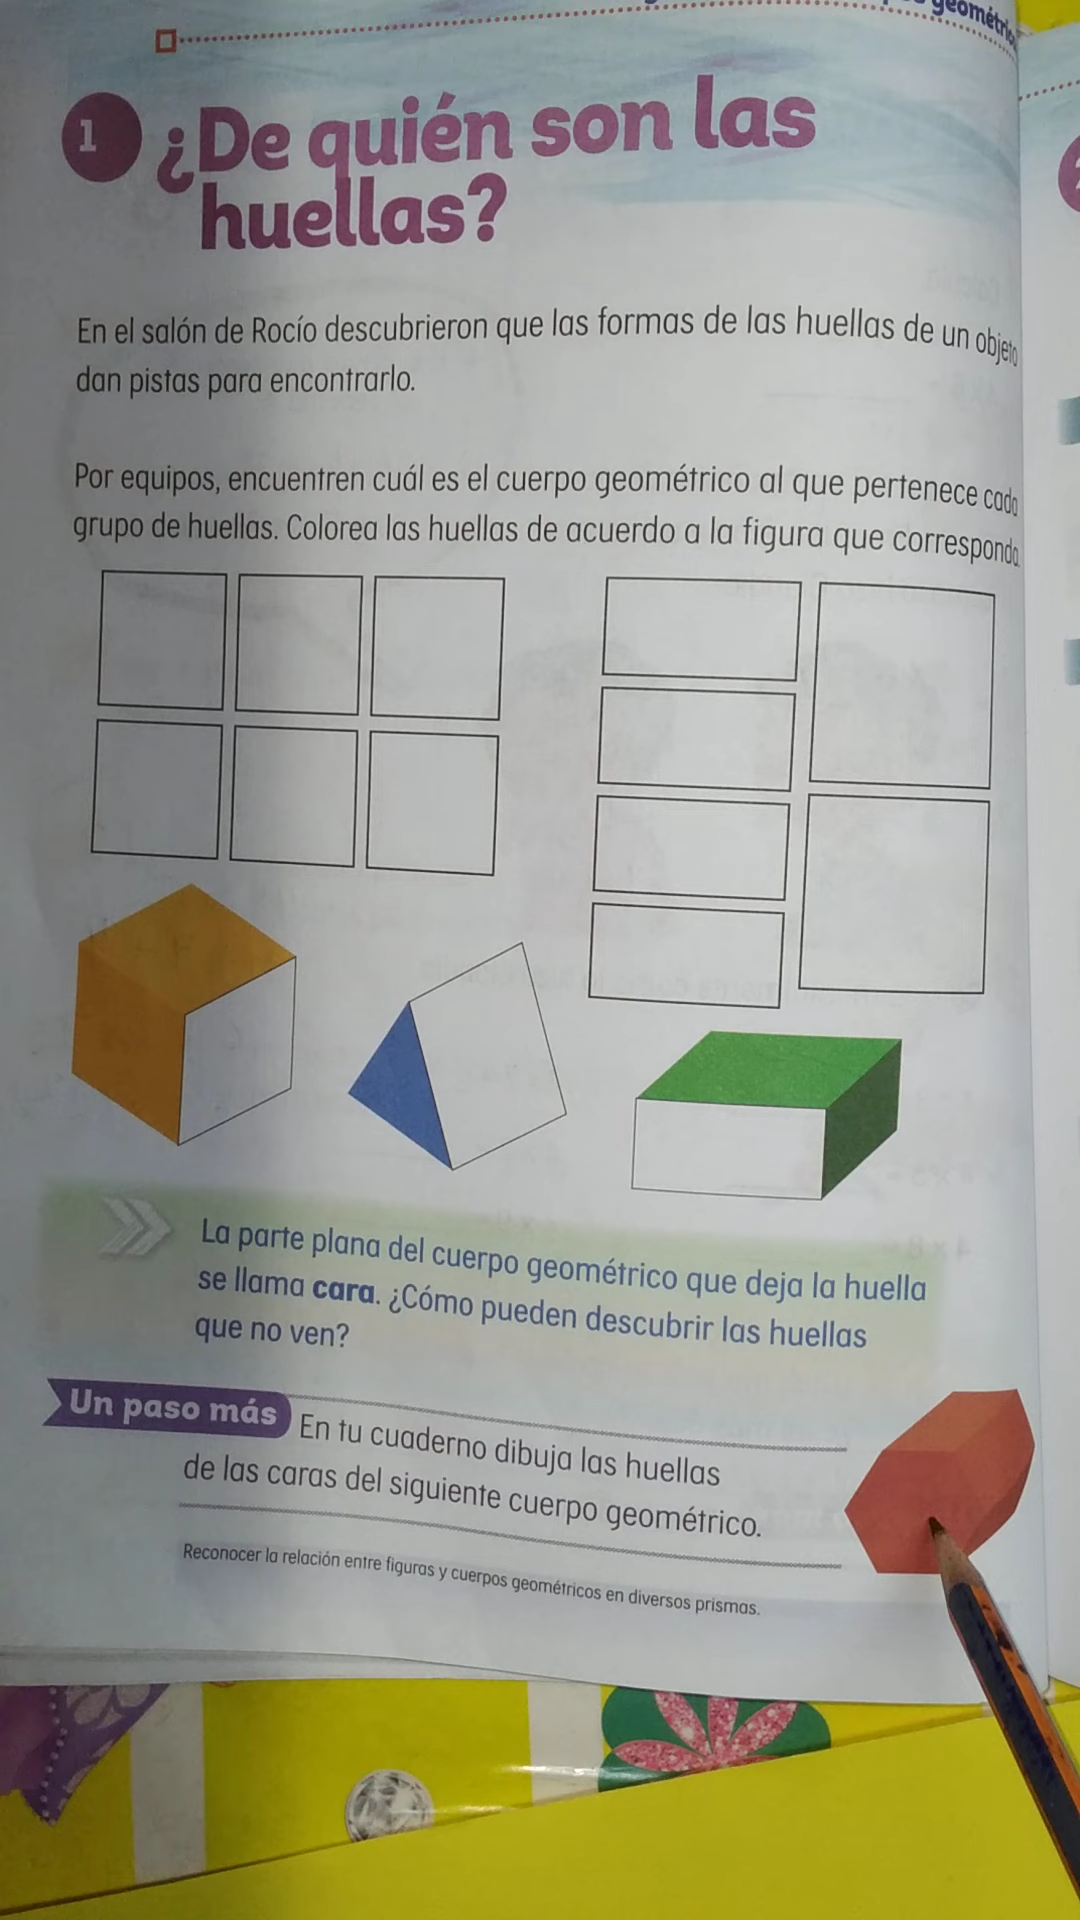 1 ¿De quién son las
huellas?
En el salón de Rocío descubrieron que las formas de las huellas de un objeto
dan pistas para encontrarlo.
Por equipos, encuentren cuál es el cuerpo geométrico al que pertenece cada
grupo de huellas. Colorea las huellas de acuerdo a la figura que corresponda.
La parte plana del cuerpo geométrico que deja la huella
se llama cara. ¿Cómo pueden descubrir las huellas
que no ven?
Un paso más En tu cuaderno dibuja las huellas
de las caras del siguiente cuerpo geométrico.
Reconocer la relación entre figuras y cuerpos geométricos en diversos prismas.